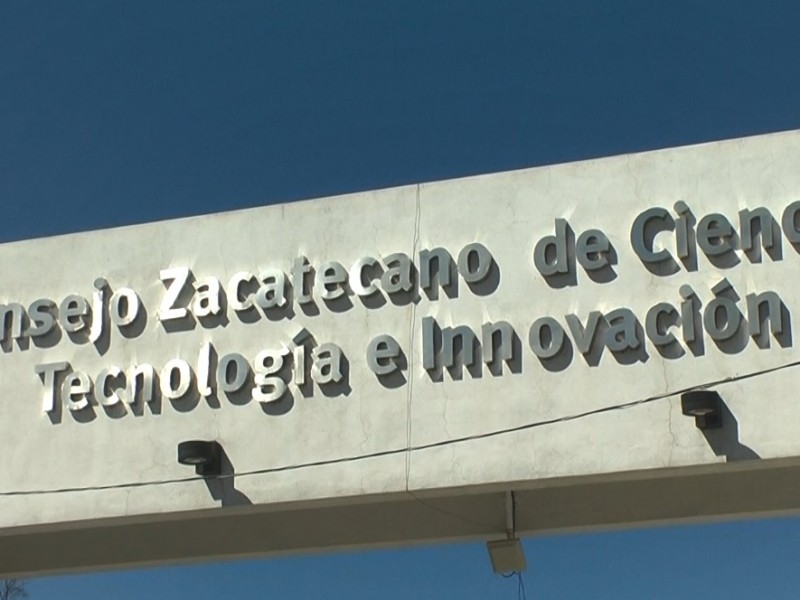 nsejo Zacatecano de Cienc
Tecnología e Innovación